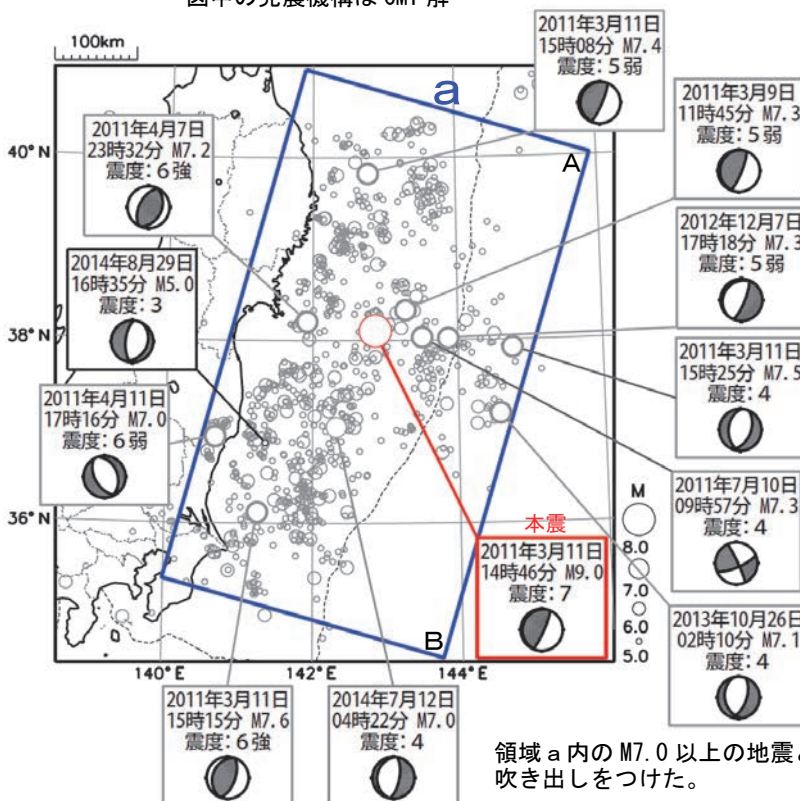 図中の発震機構は CMT 解
100km
2011年3月11日
15時08分 M7.4
震度：5弱
a
2011年3月9日
11時45分 M7.3
震度：5弱
2011年4月7日
23時32分 M7.2
震度：6強
40°N
A
2012年12月7日
17時18分 M7.3
震度：5弱
2014年8月29日
16時35分 M5.0
震度：3
38°N
2011年3月11日
15時25分 M7.5
震度：4
2011年4月11日
17時16分 M7.0
震度：6弱
2011年7月10日
09時57分 M7.3
震度：4
M
8.0
7.0
6.0
5.0
36°N
本震
2011年3月11日
14時46分 M9.0
震度：7
2013年10月26日
02時10分 M7.1
震度：4
B
140°E
142°E
144°E
2011年3月11日
15時15分 M7.6
震度：6強
2014年7月12日
04時22分 M7.0
震度：4
領域ａ内の M7.0 以上の地震
吹き出しをつけた。